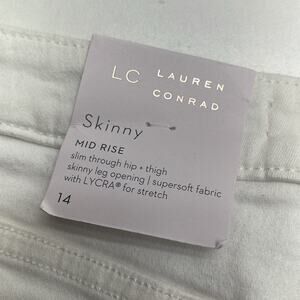 LC LAUREN
CONRAD
Skinny
MID RISE
slim through hip + thigh
skinny leg opening | supersoft fabric
with LYCRA® for stretch
14